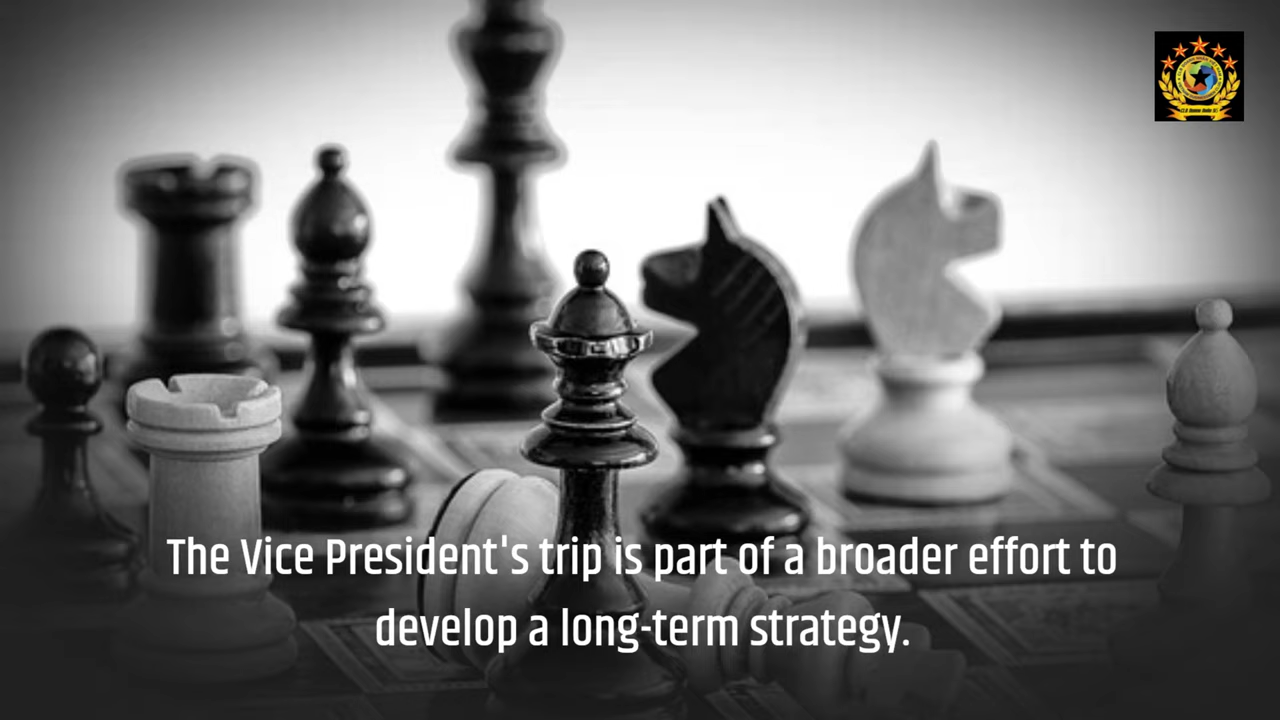 The Vice President's trip is part of a broader effort to
develop a long-term strategy.